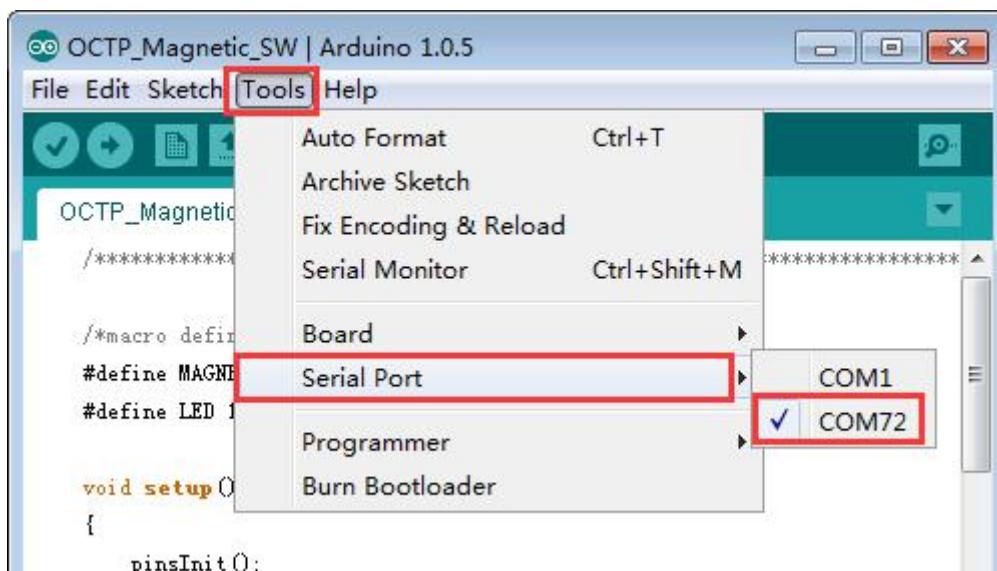 OCTP_Magnetic_SW | Arduino 1.0.5
File Edit Sketch Tools Help
Auto Format Ctrl+T
Archive Sketch
Fix Encoding & Reload
Serial Monitor Ctrl+Shift+M
Board
Serial Port
Programmer
Burn Bootloader
COM1
COM72
OCTP_Magnetic
/************
******************
/*macro defin
#define MAGNE
#define LED 1
void setup()
{
pinsInit();